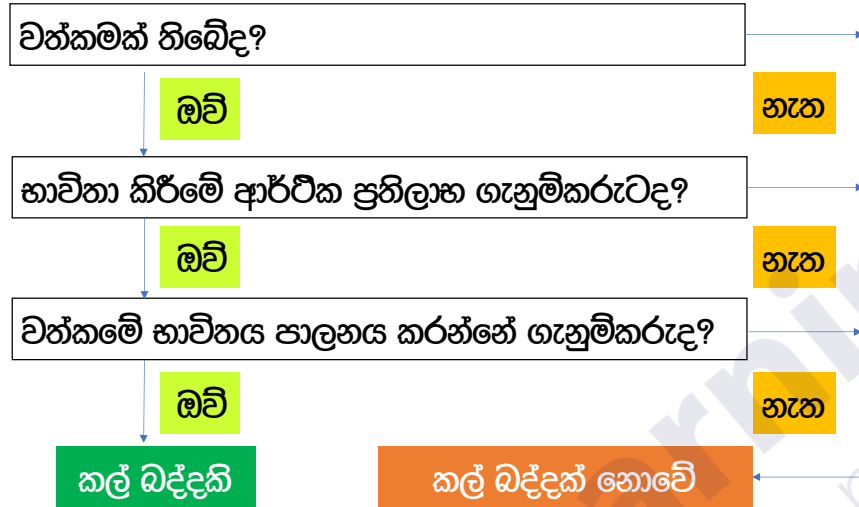 වත්කමක් තිබේද?
ඔව්
නැත
භාවිතා කිරීමේ ආර්ථික ප්‍රතිලාභ ගැනුම්කරුටද?
ඔව්
නැත
වත්කමේ භාවිතය පාලනය කරන්නේ ගැනුම්කරුද?
ඔව්
නැත
කල් බද්දකි
කල් බද්දක් නොවේ